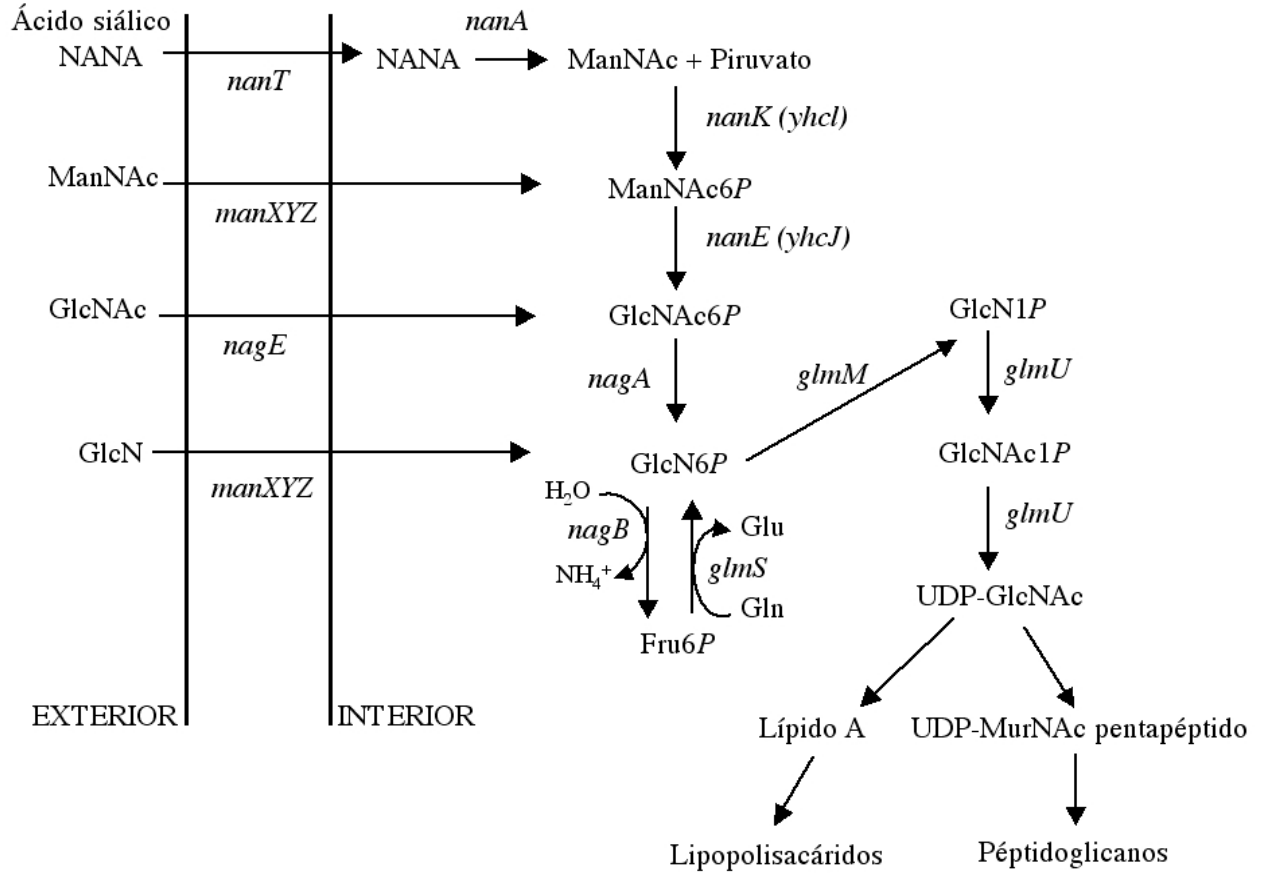 Ácido siálico
NANA
nanT
NANA
nanA
ManNAc + Piruvato
nanK (yhcI)
ManNAc
manXYZ
ManNAc6P
nanE (yhcJ)
GlcNAc
nagE
GlcNAc6P
GlcN1P
nagA
glmM
glmU
GlcN
manXYZ
GlcN6P
GlcNAc1P
H₂O
nagB
NH₄⁺
Glu
glmS
Gln
glmU
Fru6P
UDP-GlcNAc
EXTERIOR
INTERIOR
Lípido A
UDP-MurNAc pentapéptido
Lipopolisacáridos
Péptidoglicanos